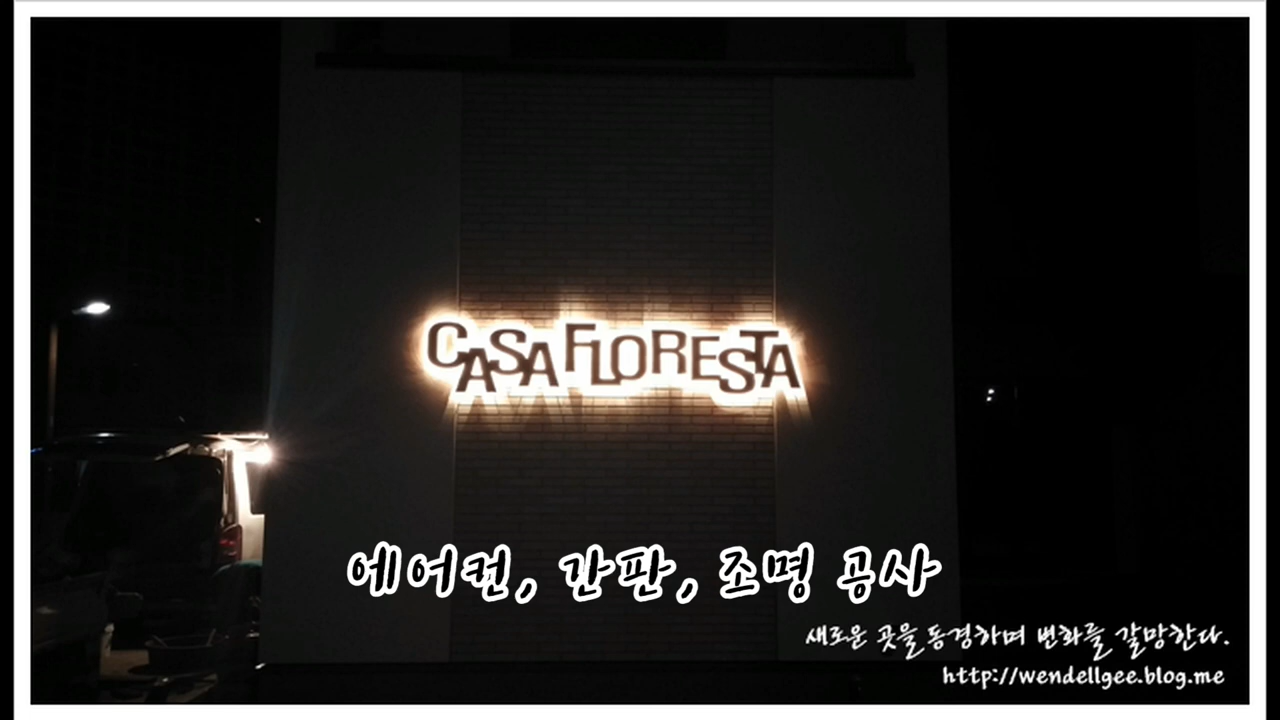 CASA FLORESTA
에어컨, 간판, 조명 공사
새로운 곳을 동경하며 변화를 갈망한다.
http://wendellgee.blog.me